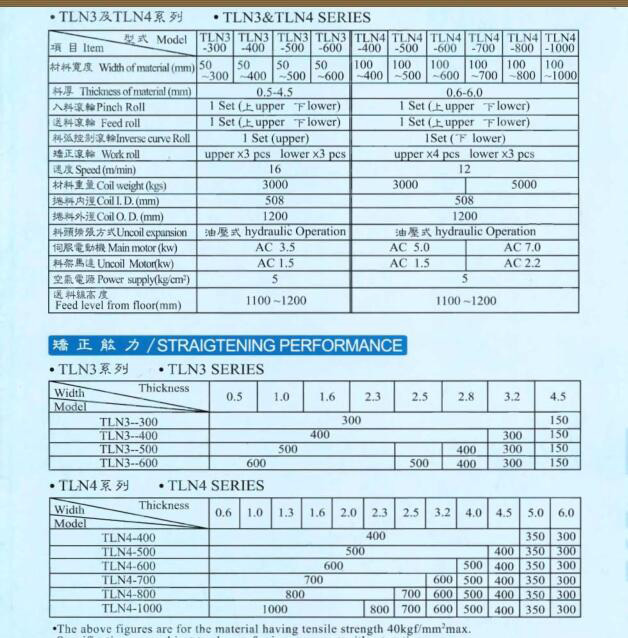 • TLN3及TLN4系列 • TLN3&TLN4 SERIES
型式 Model TLN3 TLN3 TLN3 TLN3 TLN4 TLN4 TLN4 TLN4 TLN4 TLN4
項目 Item -300 -400 -500 -600 -400 -500 -600 -700 -800 -1000
材料寬度 Width of material (mm) 50~300 50~400 50~500 50~600 100~400 100~500 100~600 100~700 100~800 100~1000
料厚 Thickness of material (mm) 0.5-4.5 0.6-6.0
入料滾輪 Pinch Roll 1 Set (上upper 下lower) 1 Set (上upper 下lower)
送料滾輪 Feed roll 1 Set (上upper 下lower) 1 Set (上upper 下lower)
料弧控制滾輪 Inverse curve Roll 1 Set (upper) 1Set (下 lower)
矯正滾輪 Work roll upper x3 pcs lower x3 pcs upper x4 pcs lower x3 pcs
速度 Speed (m/min) 16 12
材料重量 Coil weight (kgs) 3000 3000 5000
捲料內徑 Coil I. D. (mm) 508 508
捲料外徑 Coil O. D. (mm) 1200 1200
料頭擴張方式 Uncoil expansion 油壓式 hydraulic Operation 油壓式 hydraulic Operation
伺服電動機 Main motor (kw) AC 3.5 AC 5.0 AC 7.0
料架馬達 Uncoil Motor(kw) AC 1.5 AC 1.5 AC 2.2
空氣電源 Power supply(kg/cm²) 5 5
送料線高度
Feed level from floor(mm) 1100~1200 1100~1200
矯正能力/STRAIGTENING PERFORMANCE
• TLN3系列 • TLN3 SERIES
Width Thickness 0.5 1.0 1.6 2.3 2.5 2.8 3.2 4.5
Model
TLN3--300 300 150
TLN3--400 400 300 150
TLN3--500 500 400 300 150
TLN3--600 600 500 400 300 150
• TLN4系列 • TLN4 SERIES
Width Thickness 0.6 1.0 1.3 1.6 2.0 2.3 2.5 3.2 4.0 4.5 5.0 6.0
Model
TLN4-400 400 350 300
TLN4-500 500 400 350 300
TLN4-600 600 500 400 350 300
TLN4-700 700 600 500 400 350 300
TLN4-800 800 700 600 500 400 350 300
TLN4-1000 1000 800 700 600 500 400 350 300
•The above figures are for the material having tensile strength 40kgf/mm²max.